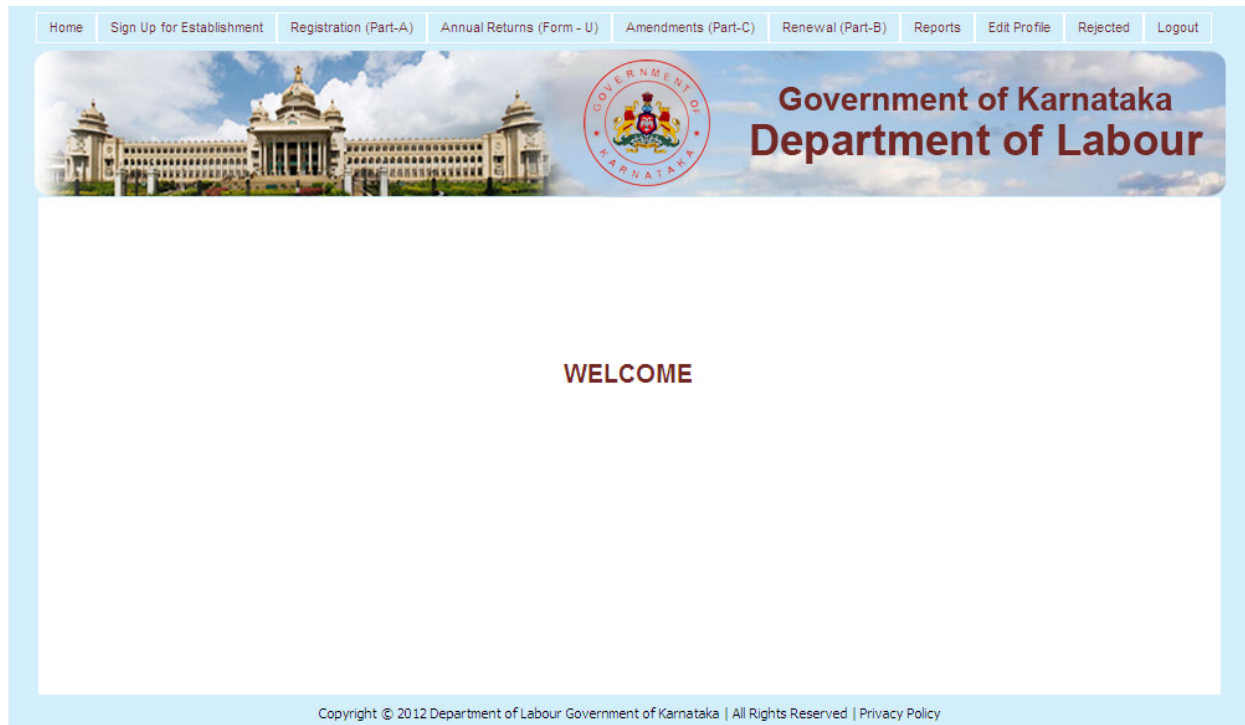 Home Sign Up for Establishment Registration (Part-A) Annual Returns (Form - U) Amendments (Part-C) Renewal (Part-B) Reports Edit Profile Rejected Logout
GOVERNMENT OF
KARNATAKA
Government of Karnataka
Department of Labour
WELCOME
Copyright © 2012 Department of Labour Government of Karnataka | All Rights Reserved | Privacy Policy